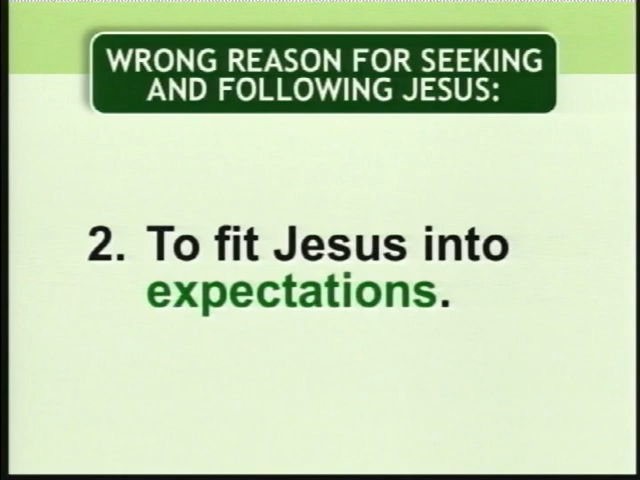 WRONG REASON FOR SEEKING
AND FOLLOWING JESUS:
2. To fit Jesus into
expectations.